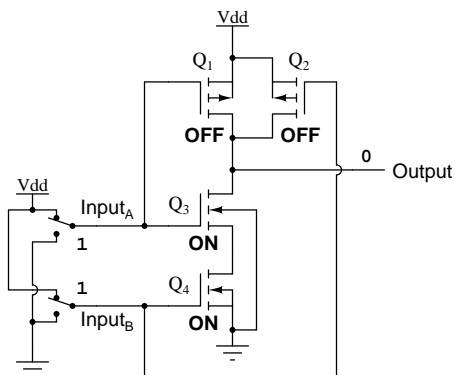 Vdd
Q1 Q2
OFF OFF
0
Output
Vdd
InputA
Q3
1
ON
1
Q4
InputB
ON